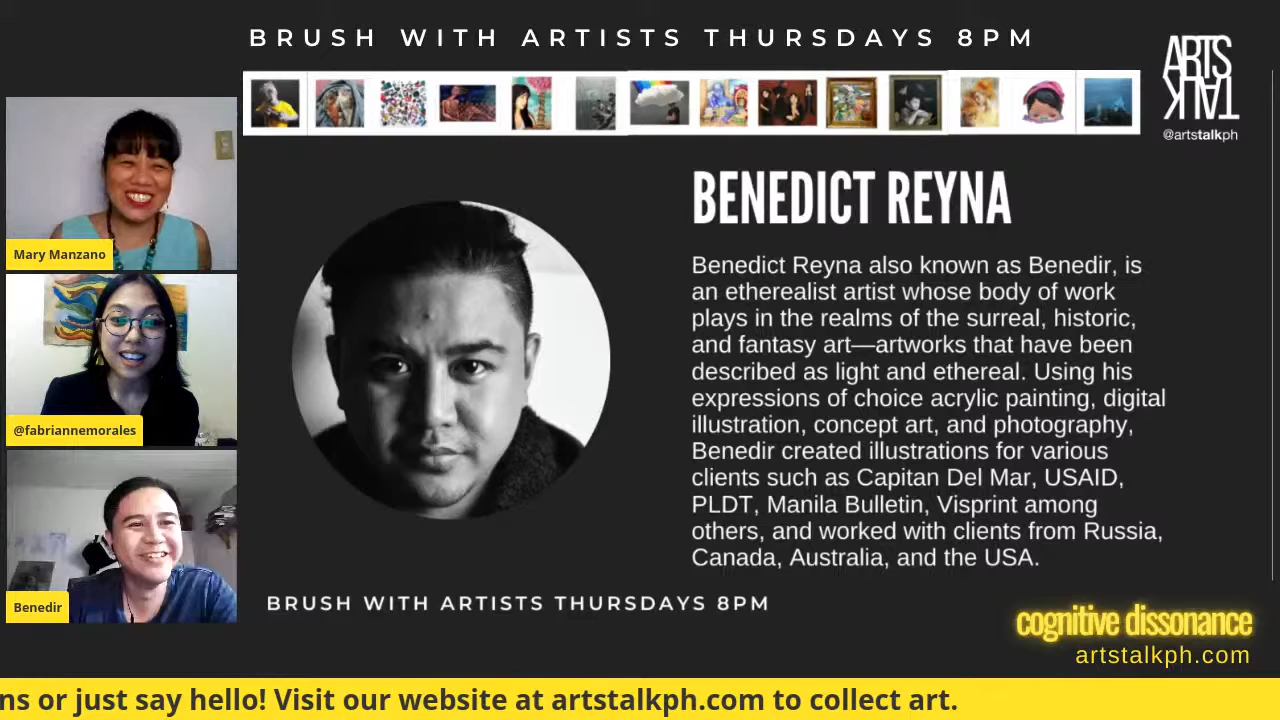 BRUSH WITH ARTISTS THURSDAYS 8PM
ARTS
TALK
@artstalkph
Mary Manzano
@fabriannemorales
Benedir
BENEDICT REYNA
Benedict Reyna also known as Benedir, is
an etherealist artist whose body of work
plays in the realms of the surreal, historic,
and fantasy art—artworks that have been
described as light and ethereal. Using his
expressions of choice acrylic painting, digital
illustration, concept art, and photography,
Benedir created illustrations for various
clients such as Capitan Del Mar, USAID,
PLDT, Manila Bulletin, Visprint among
others, and worked with clients from Russia,
Canada, Australia, and the USA.
BRUSH WITH ARTISTS THURSDAYS 8PM
cognitive dissonance
artstalkph.com
ns or just say hello! Visit our website at artstalkph.com to collect art.